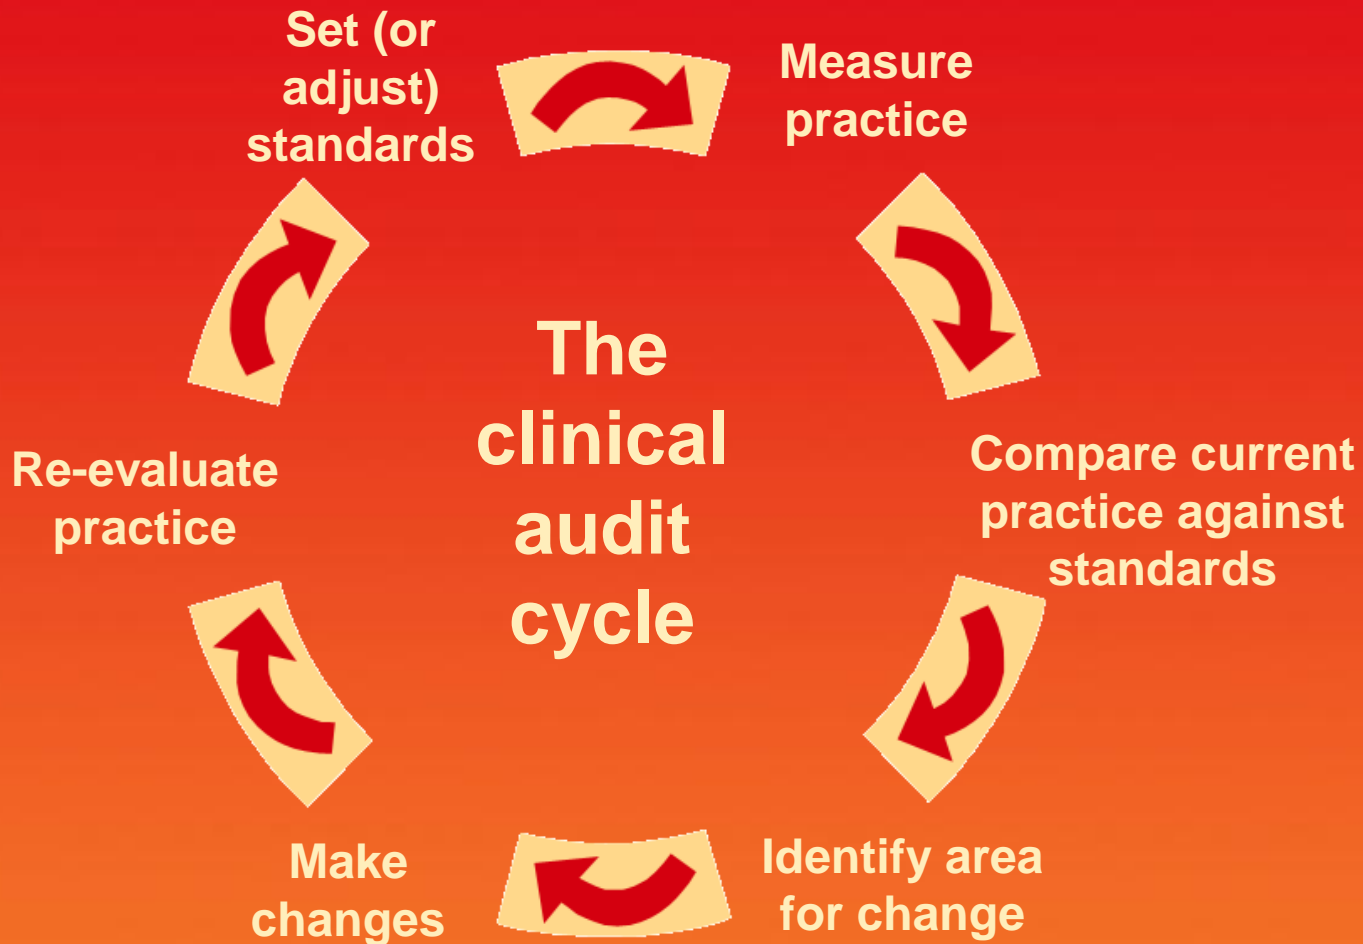 Set (or
adjust)
standards
Measure
practice
The
clinical
audit
cycle
Compare current
practice against
standards
Re-evaluate
practice
Identify area
for change
Make
changes